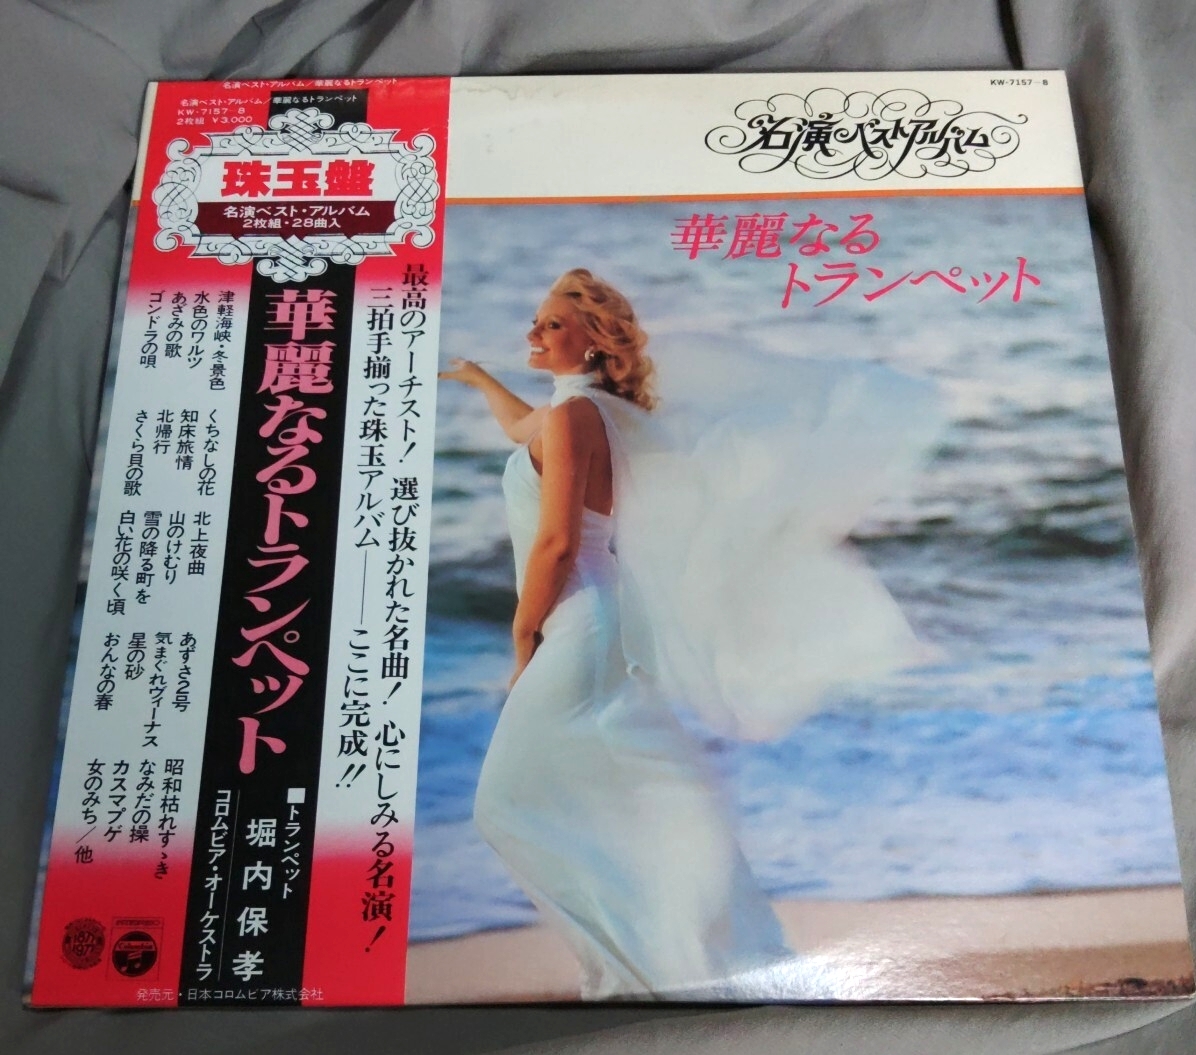 名演ベスト・アルバム/華麗なるトランペット
名演ベスト・アルバム/華麗なるトランペット
KW-7157~8
2枚組 ¥3,000
珠玉盤
名演ベスト・アルバム
2枚組・28曲入
最高のアーチスト! 選び抜かれた名曲! 心にしみる名演!
三拍手揃った珠玉アルバム——ここに完成!!
華麗なるトランペット
■トランペット
堀内保孝
コロムビア・オーケストラ
津軽海峡・冬景色
水色のワルツ
あざみの歌
ゴンドラの唄
くちなしの花
知床旅情
北帰行
さくら貝の歌
北上夜曲
山のけむり
雪の降る町を
白い花の咲く頃
あずさ2号
気まぐれヴィーナス
星の砂
おんなの春
昭和枯れすゝき
なみだの操
カスマプゲ
女のみち/他
Columbia
発売元・日本コロムビア株式会社
KW-7157~8
名演ベストアルバム
華麗なる
トランペット